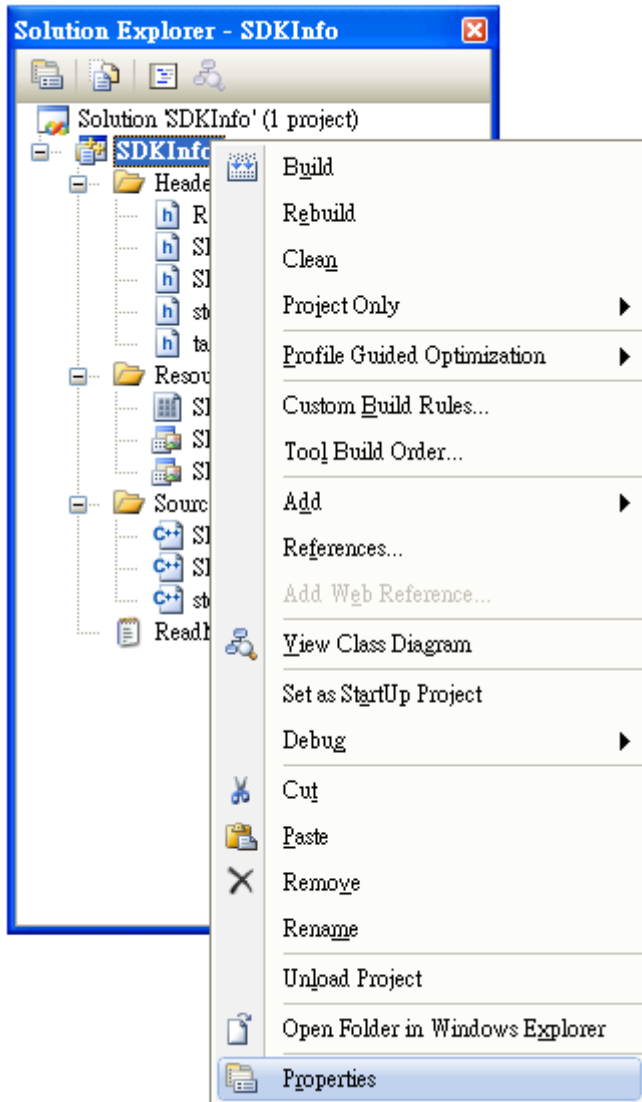 Solution Explorer - SDKInfo
Solution 'SDKInfo' (1 project)
SDKInfo
Build
Rebuild
Clean
Project Only
Profile Guided Optimization
Custom Build Rules...
Tool Build Order...
Add
References...
Add Web Reference...
View Class Diagram
Set as StartUp Project
Debug
Cut
Paste
Remove
Rename
Unload Project
Open Folder in Windows Explorer
Properties